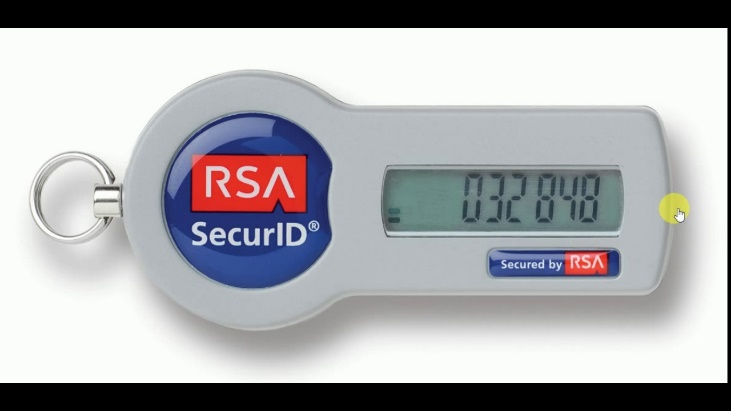 RSA
SecurID®
032 848
Secured by RSA